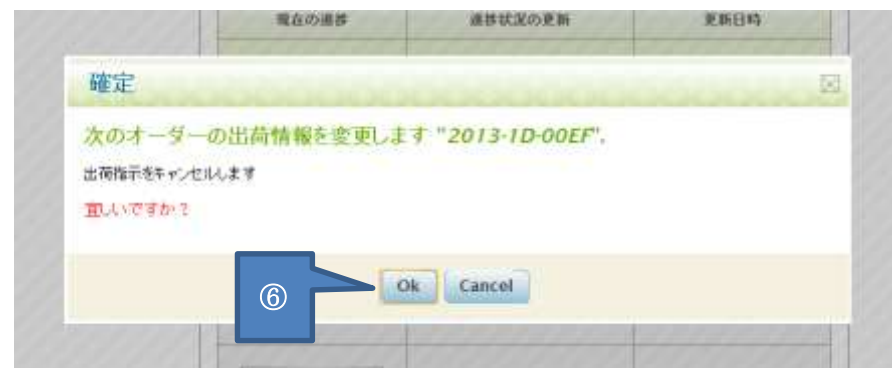 現在の進捗 進捗状況の更新 更新日時
確定
次のオーダーの出荷情報を変更します "2013-1D-00EF".
出荷指示をキャンセルします
宜しいですか?
⑥ Ok Cancel